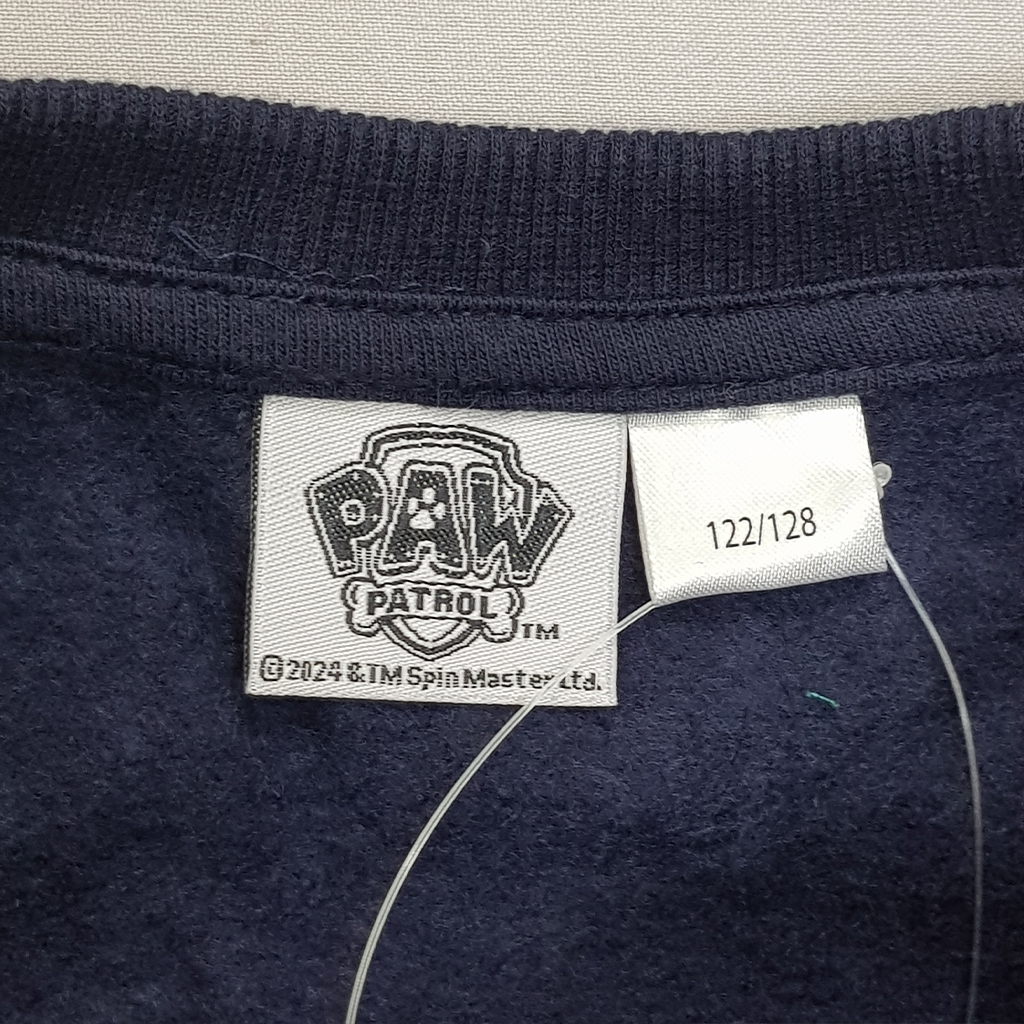 PAW
PATROL TM
©2024 & TM Spin Master Ltd.
122/128